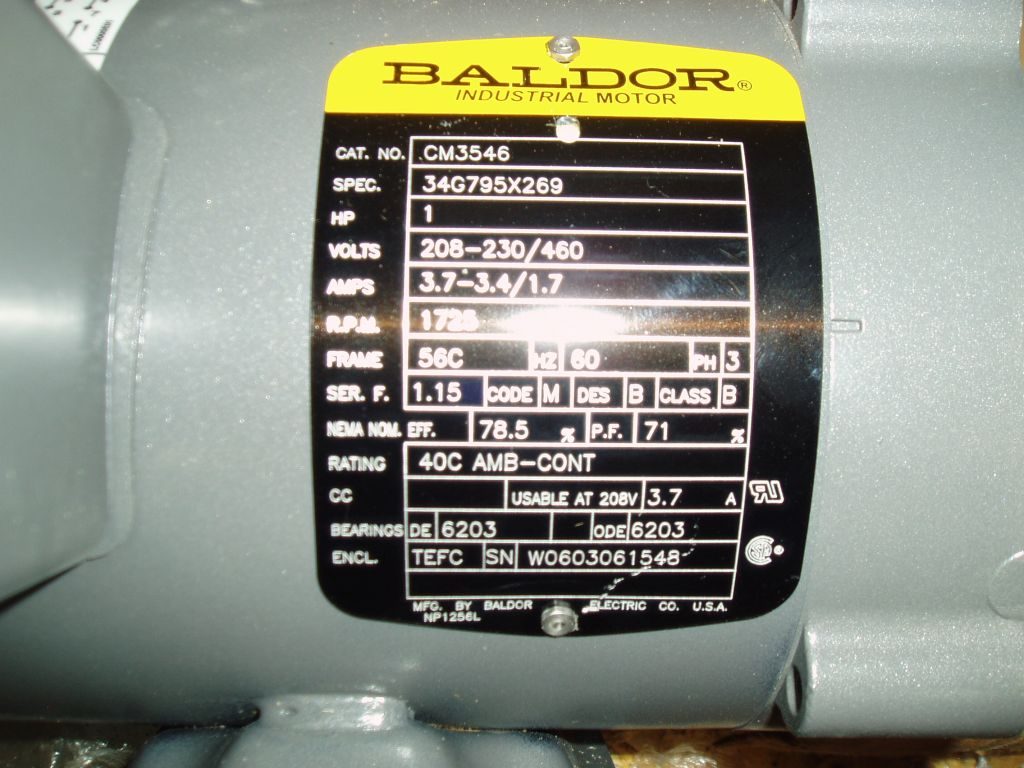 BALDOR®
INDUSTRIAL MOTOR
CAT. NO. CM3546
SPEC. 34G795X269
HP 1
VOLTS 208-230/460
AMPS 3.7-3.4/1.7
R.P.M. 1725
FRAME 56C HZ 60 PH 3
SER. F. 1.15 CODE M DES B CLASS B
NEMA NOM. EFF. 78.5 % P.F. 71 %
RATING 40C AMB-CONT
CC USABLE AT 208V 3.7 A
BEARINGS DE 6203 ODE 6203
ENCL. TEFC SN W0603061548
MFG. BY BALDOR ELECTRIC CO. U.S.A.
NP1256L